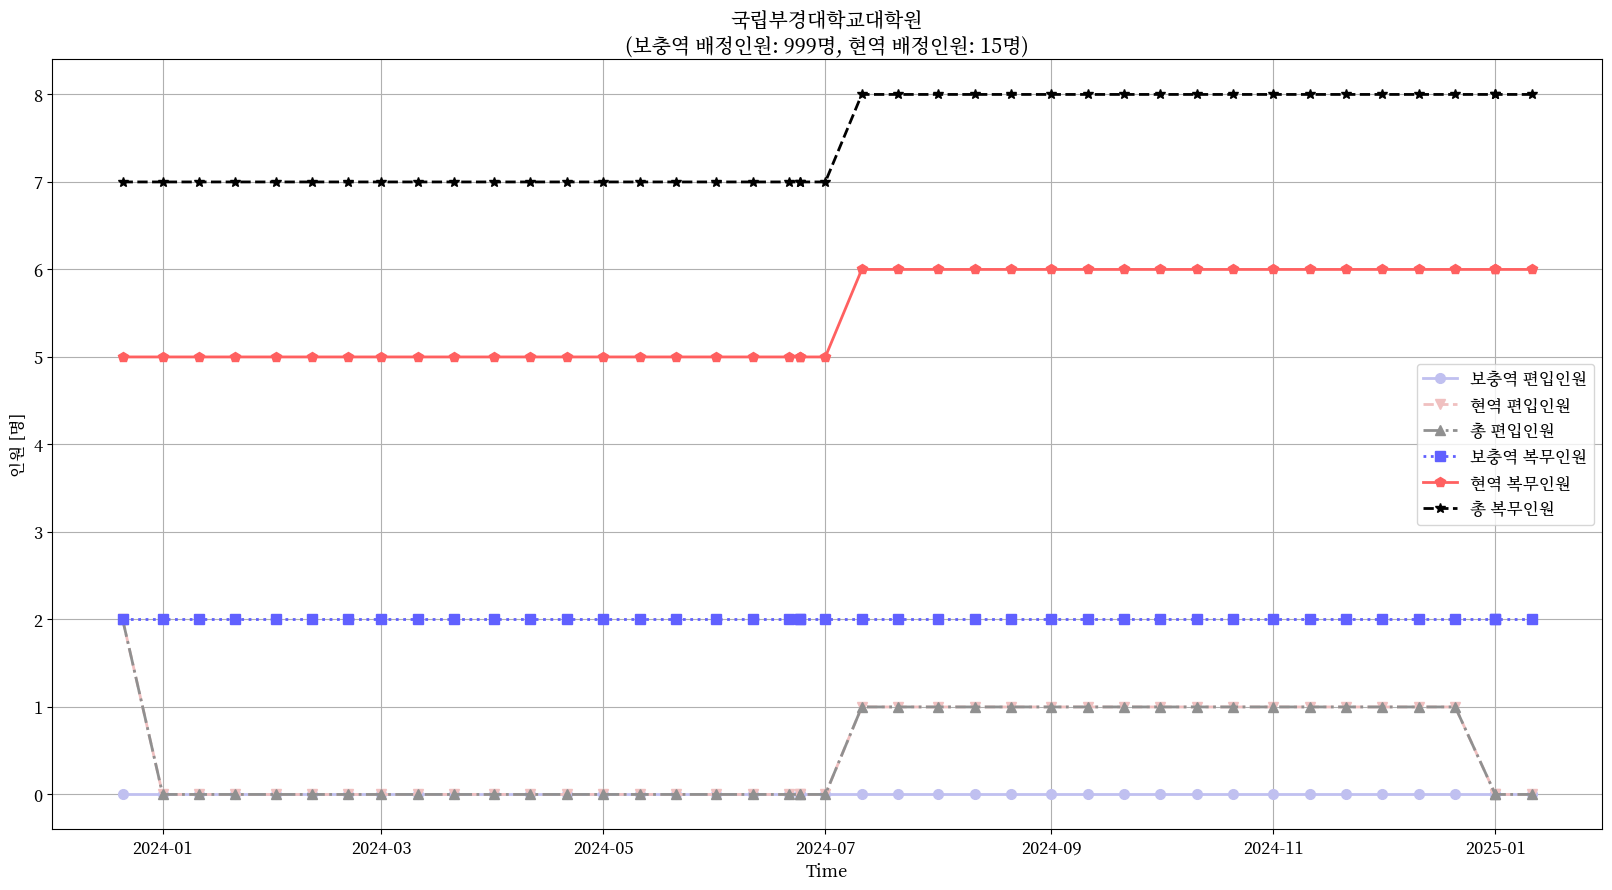 국립부경대학교대학원
(보충역 배정인원: 999명, 현역 배정인원: 15명)
인원 [명]
8
7
6
5
4
3
2
1
0
보충역 편입인원
현역 편입인원
총 편입인원
보충역 복무인원
현역 복무인원
총 복무인원
2024-01
2024-03
2024-05
2024-07
2024-09
2024-11
2025-01
Time